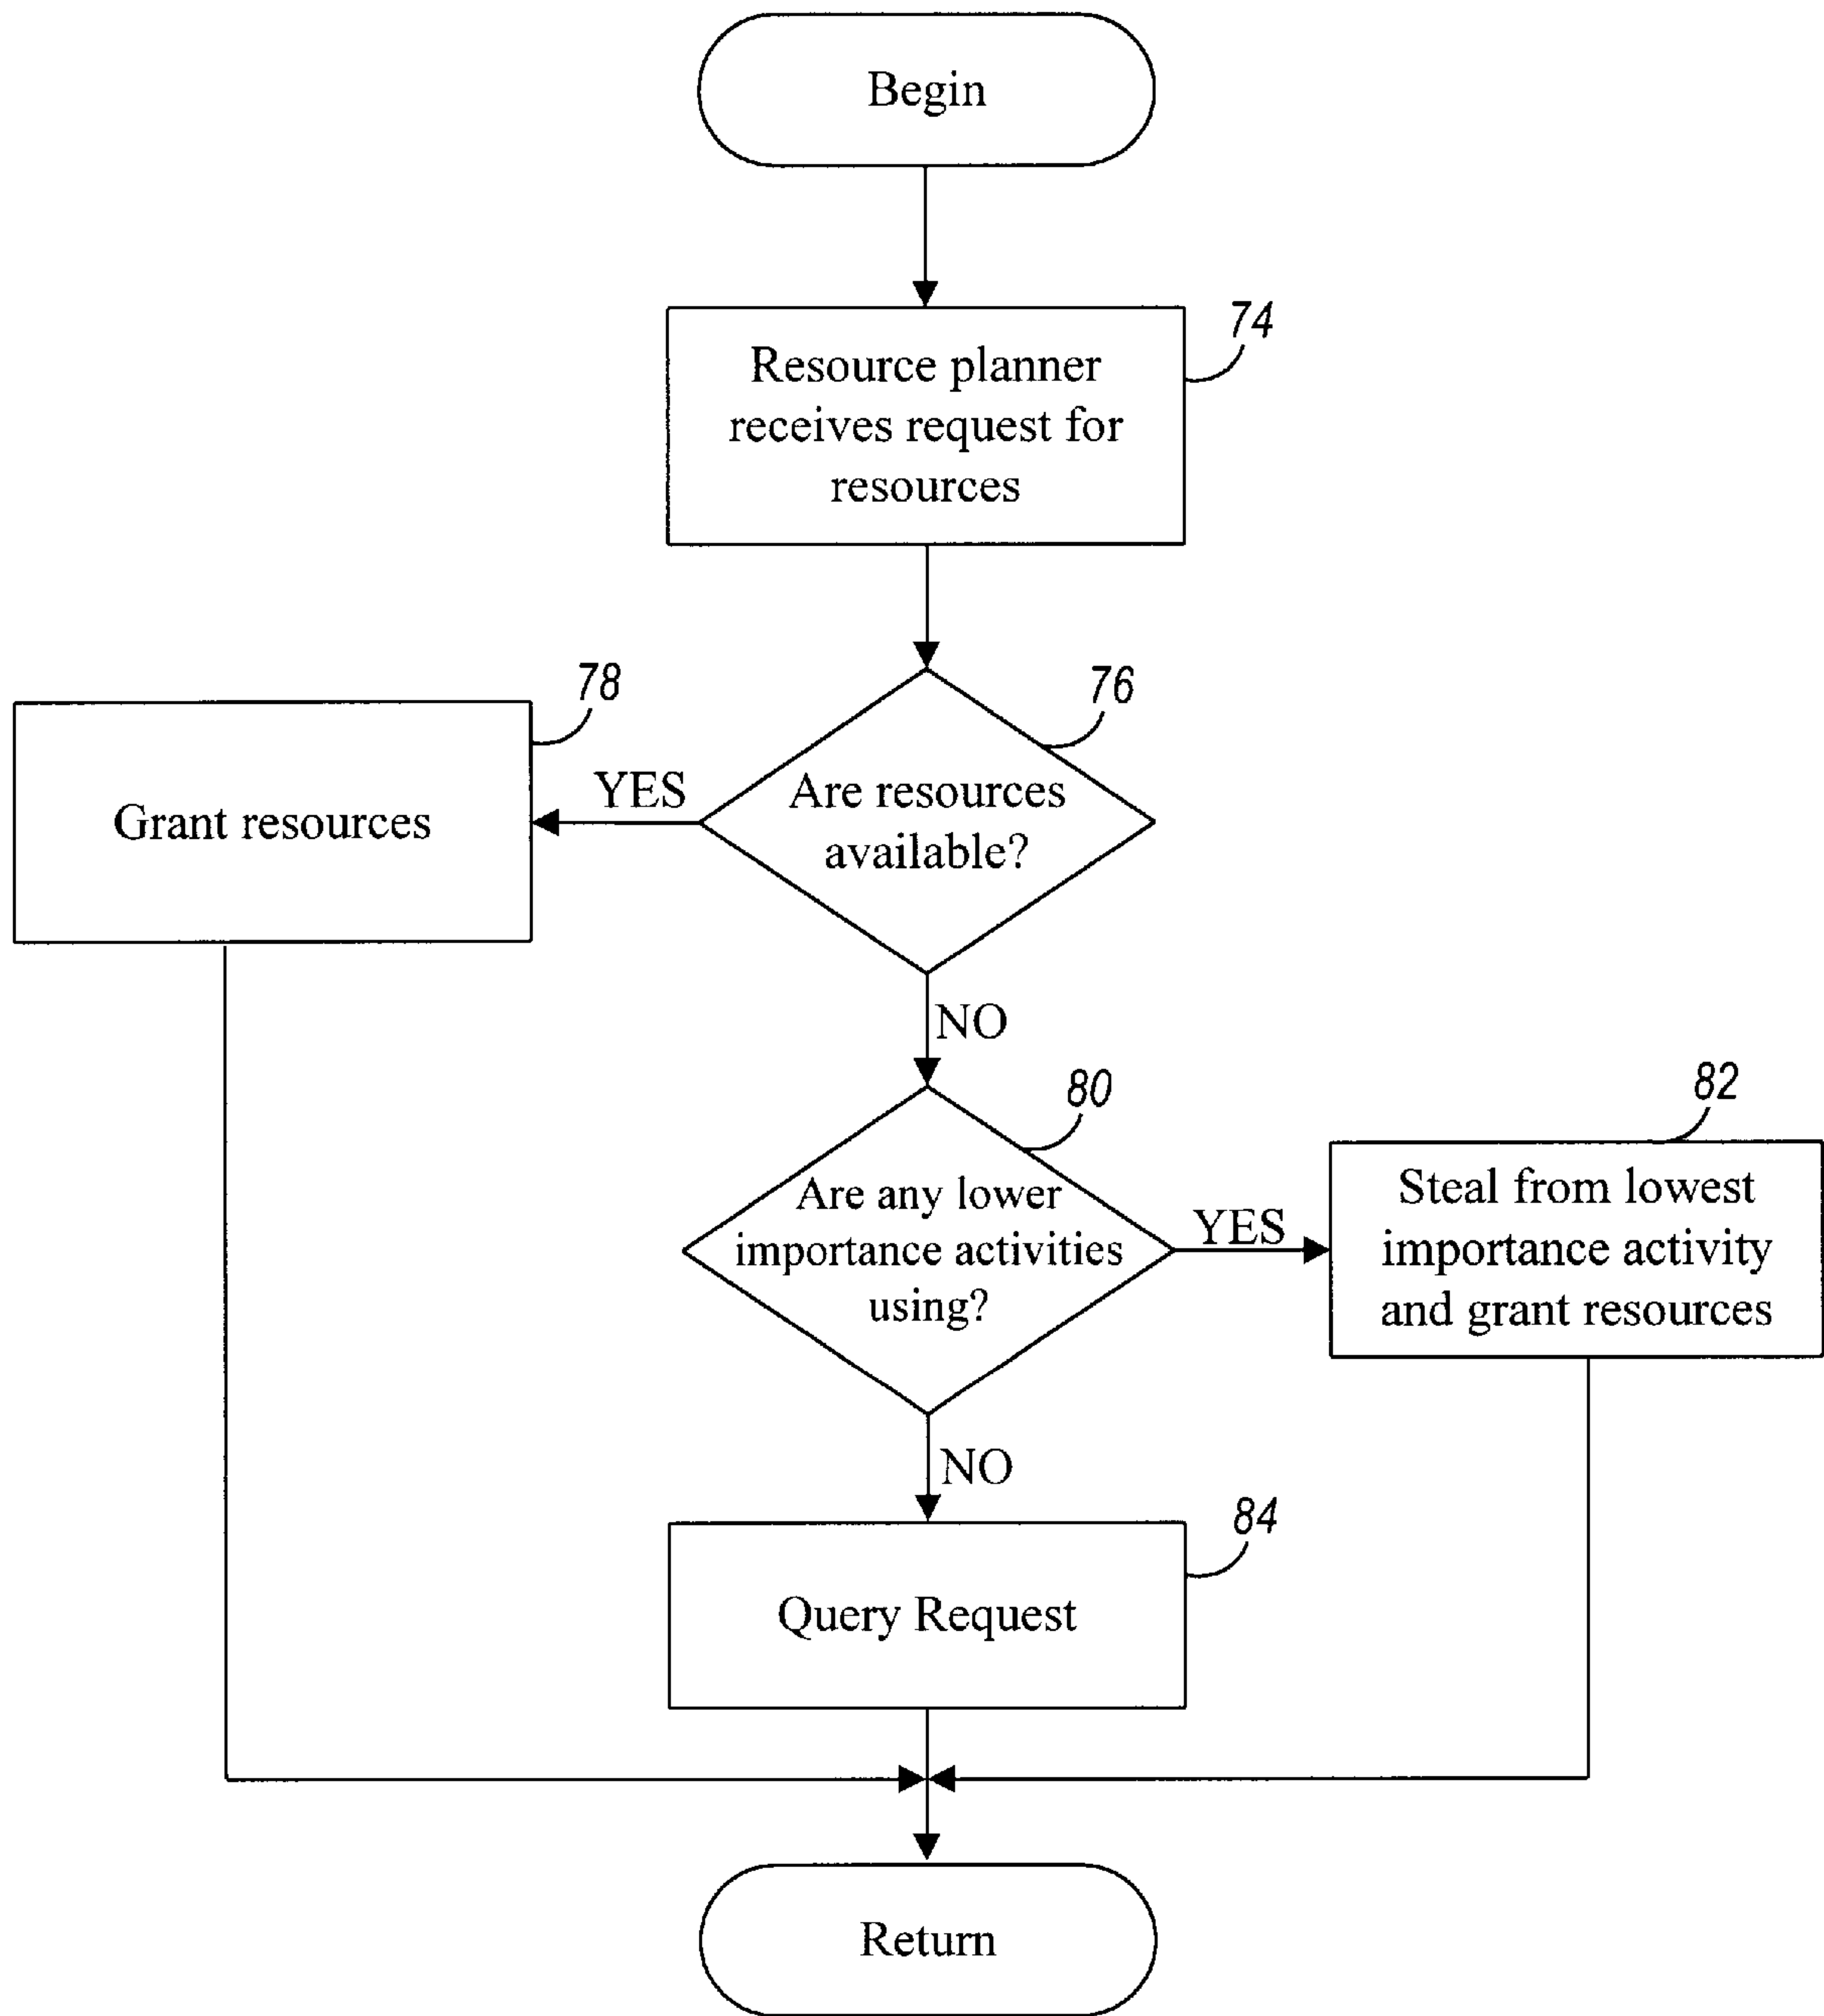 Begin
74
Resource planner
receives request for
resources
78
76
Grant resources
YES
Are resources
available?
NO
80
82
Are any lower
importance activities
using?
YES
Steal from lowest
importance activity
and grant resources
NO
84
Query Request
Return